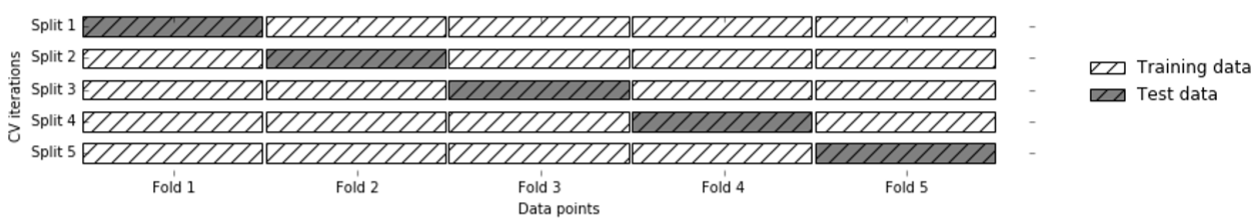 Split 1
Split 2
Split 3
Split 4
Split 5
CV iterations
Fold 1 Fold 2 Fold 3 Fold 4 Fold 5
Data points
Training data
Test data